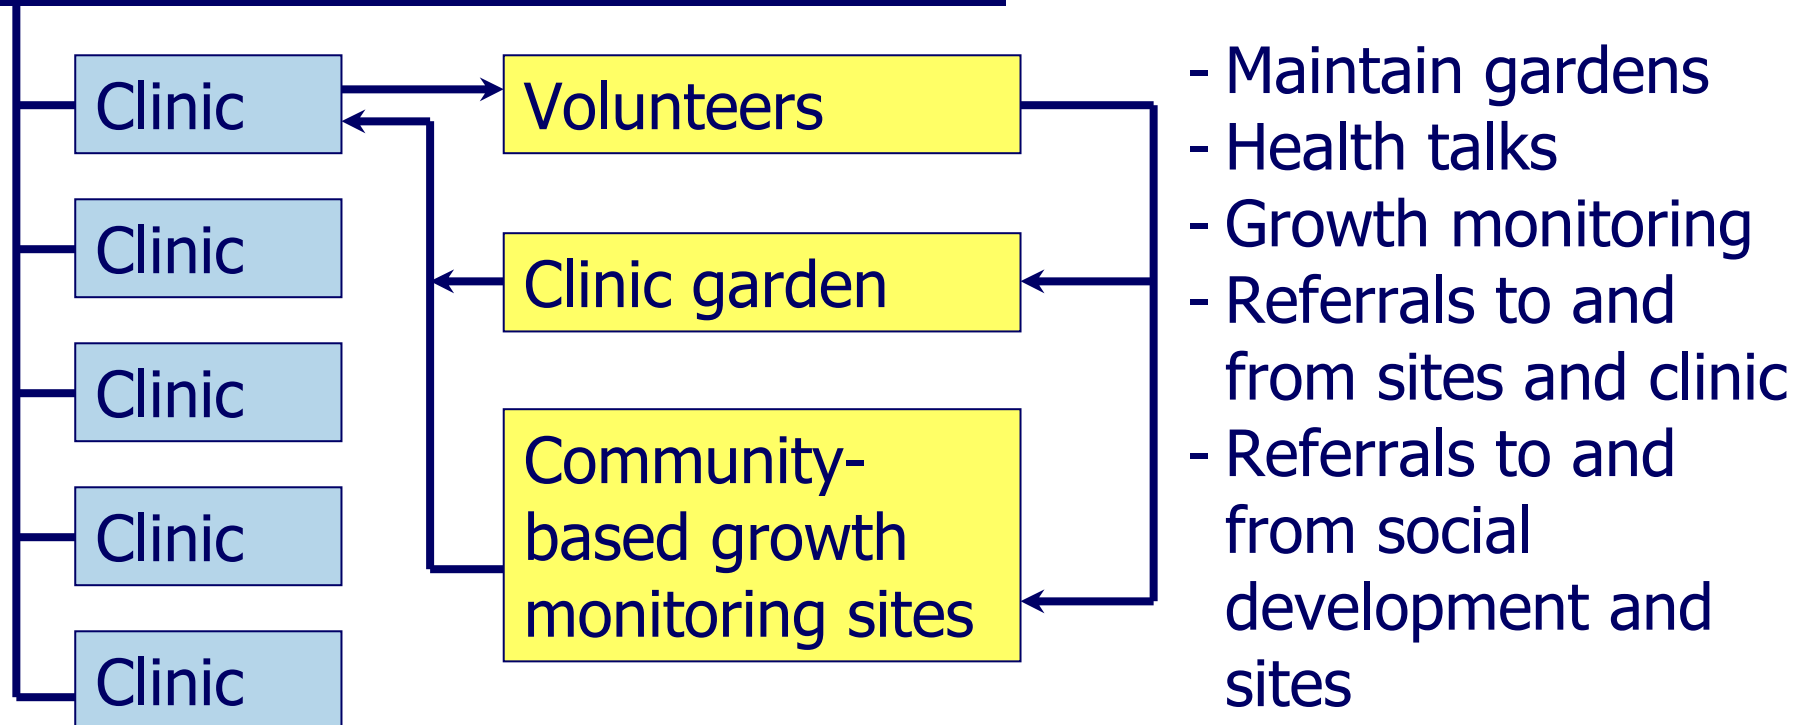 Clinic
Clinic
Clinic
Clinic
Clinic
Volunteers
Clinic garden
Community-
based growth
monitoring sites
- Maintain gardens
- Health talks
- Growth monitoring
- Referrals to and
from sites and clinic
- Referrals to and
from social
development and
sites